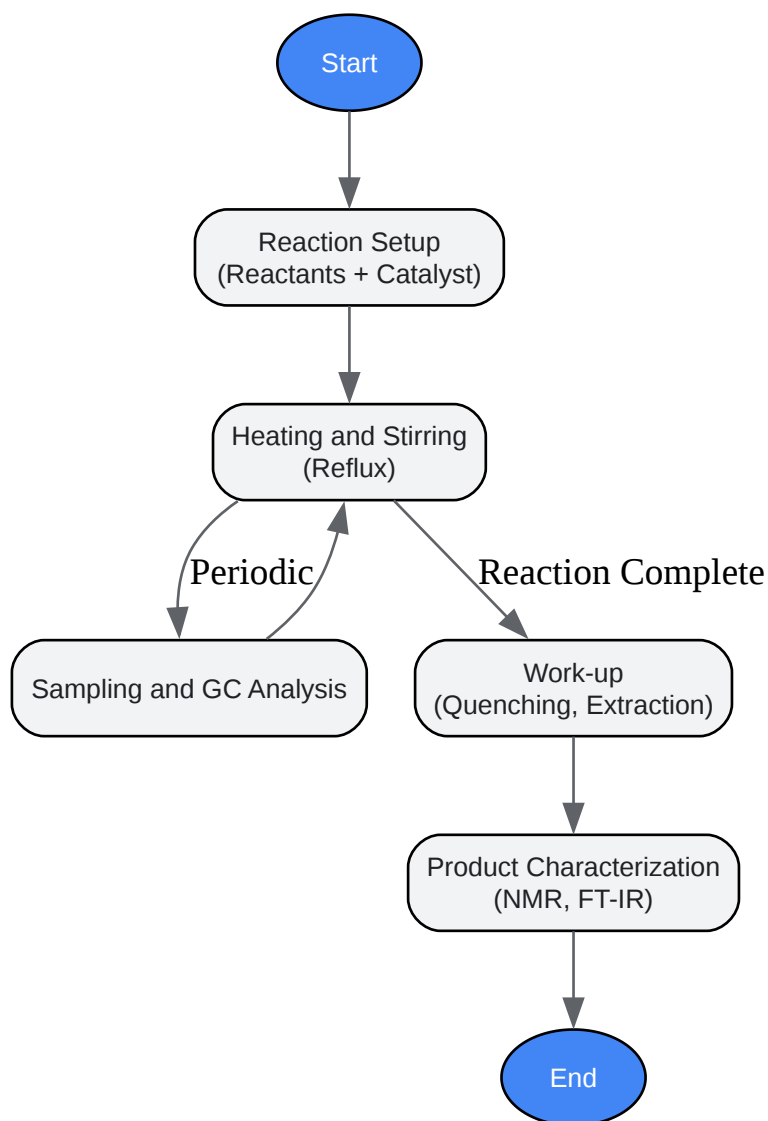 Start
Reaction Setup
(Reactants + Catalyst)
Heating and Stirring
(Reflux)
Periodic
Reaction Complete
Sampling and GC Analysis
Work-up
(Quenching, Extraction)
Product Characterization
(NMR, FT-IR)
End